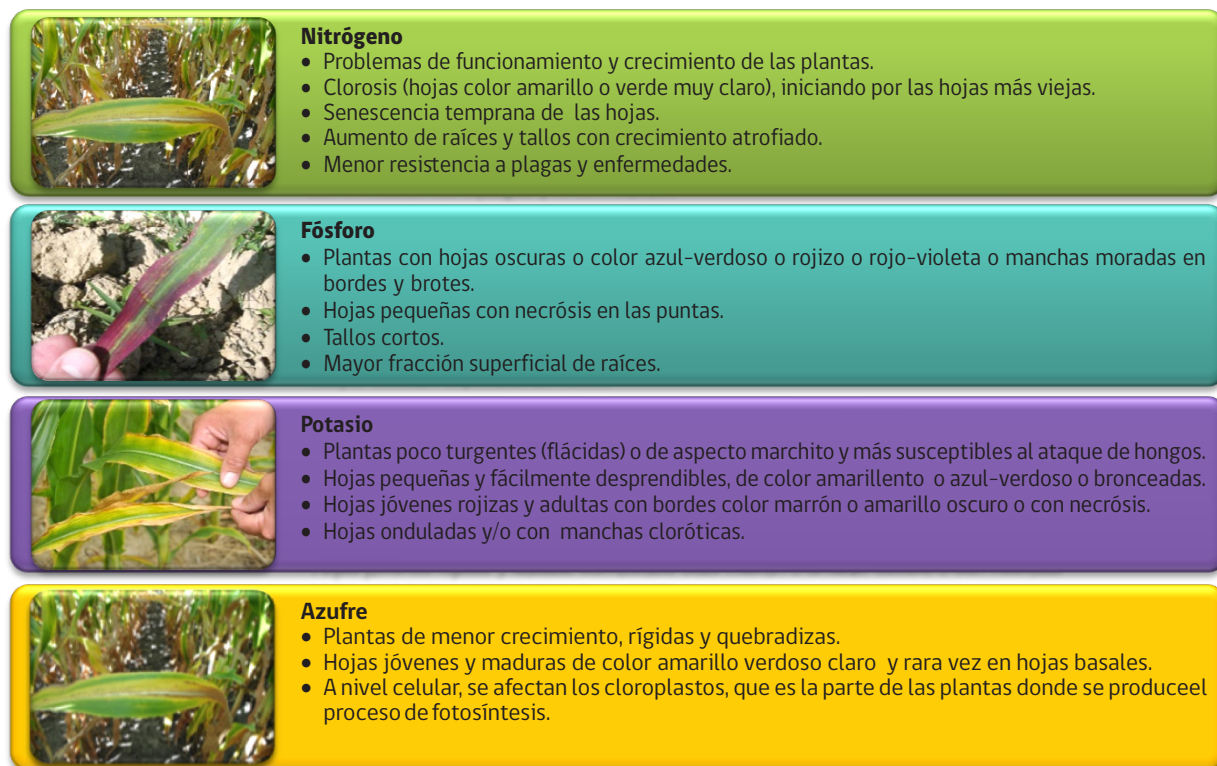 Nitrógeno
• Problemas de funcionamiento y crecimiento de las plantas.
• Clorosis (hojas color amarillo o verde muy claro), iniciando por las hojas más viejas.
• Senescencia temprana de las hojas.
• Aumento de raíces y tallos con crecimiento atrofiado.
• Menor resistencia a plagas y enfermedades.
Fósforo
• Plantas con hojas oscuras o color azul-verdoso o rojizo o rojo-violeta o manchas moradas en
bordes y brotes.
• Hojas pequeñas con necrósis en las puntas.
• Tallos cortos.
• Mayor fracción superficial de raíces.
Potasio
• Plantas poco turgentes (flácidas) o de aspecto marchito y más susceptibles al ataque de hongos.
• Hojas pequeñas y fácilmente desprendibles, de color amarillento o azul-verdoso o bronceadas.
• Hojas jóvenes rojizas y adultas con bordes color marrón o amarillo oscuro o con necrósis.
• Hojas onduladas y/o con manchas cloróticas.
Azufre
• Plantas de menor crecimiento, rígidas y quebradizas.
• Hojas jóvenes y maduras de color amarillo verdoso claro y rara vez en hojas basales.
• A nivel celular, se afectan los cloroplastos, que es la parte de las plantas donde se produceel
proceso de fotosíntesis.